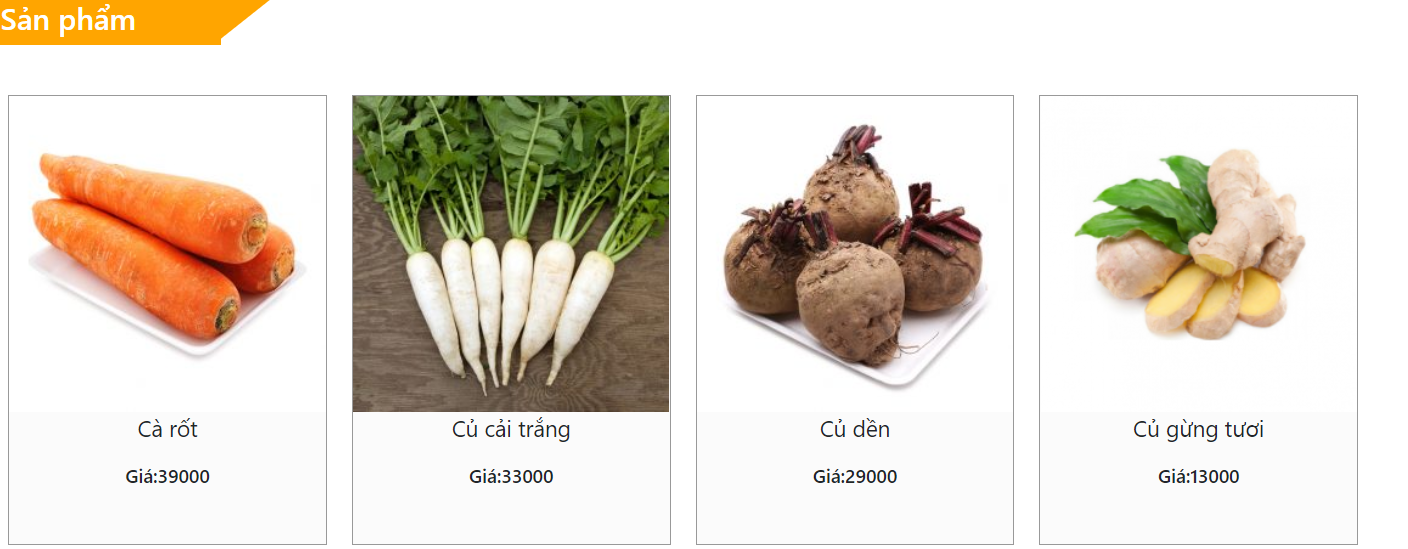 Sản phẩm
Cà rốt
Giá:39000
Củ cải trắng
Giá:33000
Củ dền
Giá:29000
Củ gừng tươi
Giá:13000